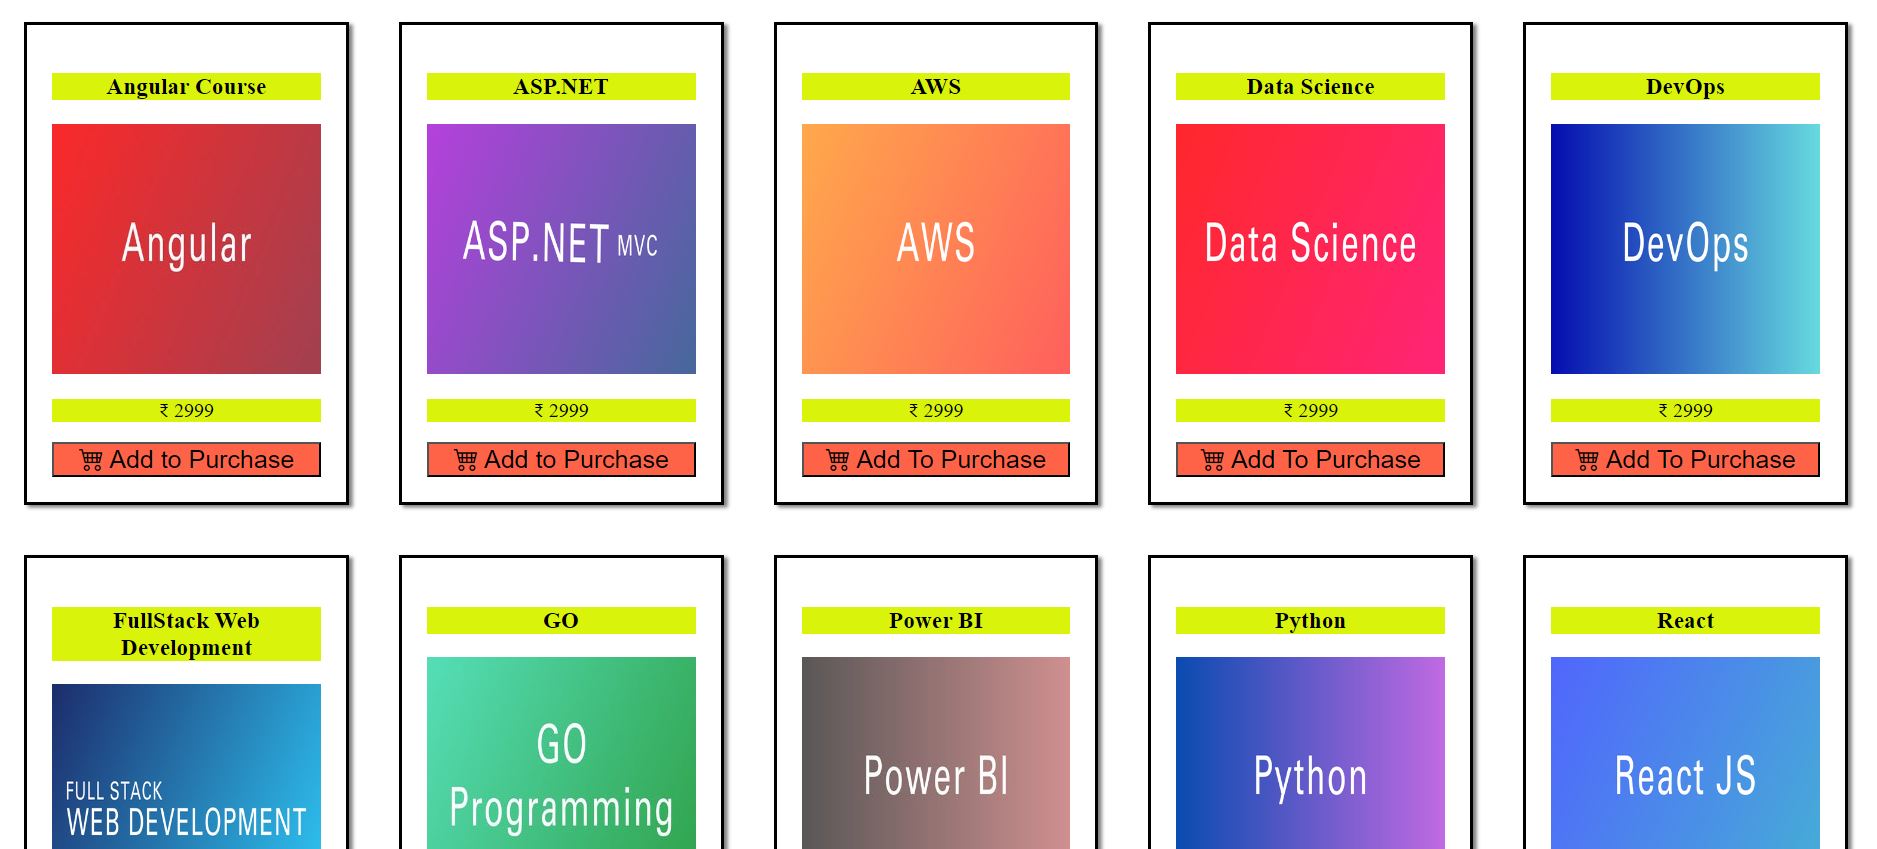 Angular Course
ASP.NET
AWS
Data Science
DevOps
Angular
ASP.NET MVC
AWS
Data Science
DevOps
₹ 2999
₹ 2999
₹ 2999
₹ 2999
₹ 2999
Add to Purchase
Add to Purchase
Add To Purchase
Add To Purchase
Add To Purchase
FullStack Web
Development
GO
Power BI
Python
React
FULL STACK
WEB DEVELOPMENT
GO
Programming
Power BI
Python
React JS